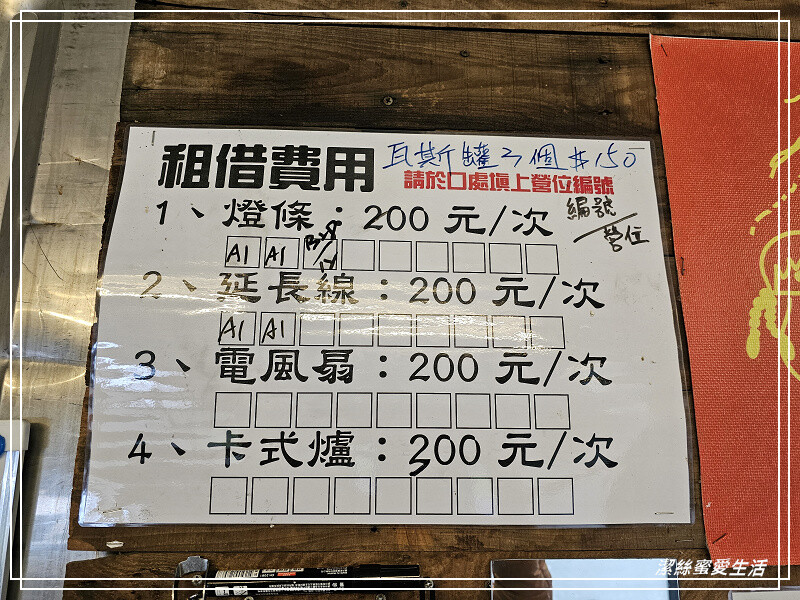 租借費用 瓦斯罐3個$150
請於口處填上營位編號
1、燈條：200 元/次
編號/營位
A1 A1
2、延長線：200 元/次
A1 A1
3、電風扇：200 元/次
4、卡式爐：300 元/次
潔絲蜜愛生活